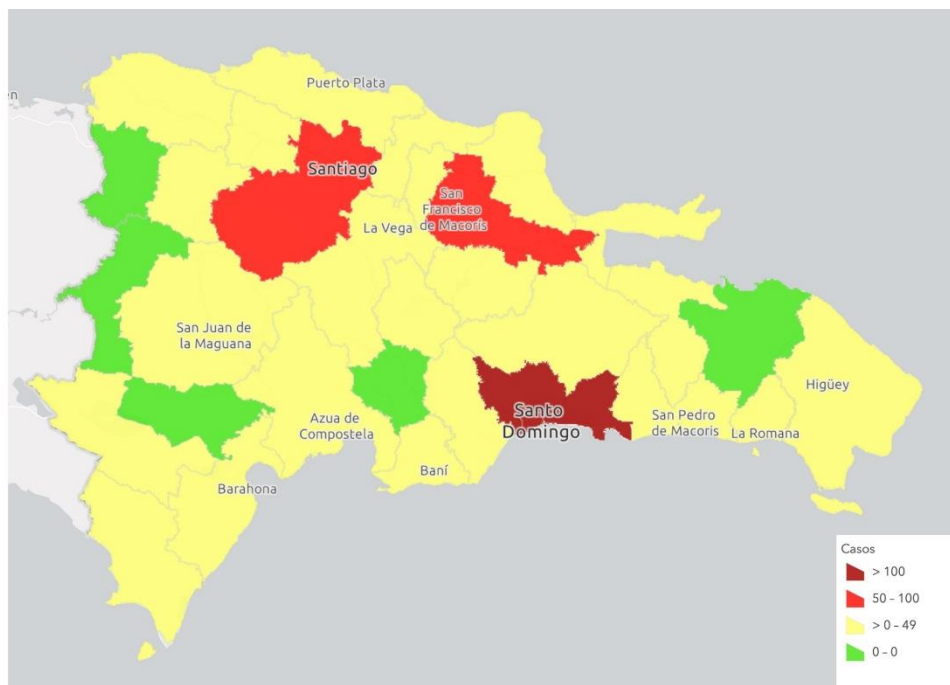 en
Puerto Plata
Santiago
San
Francisco
de Macorís
La Vega
San Juan de
la Maguana
Higüey
Santo
Domingo
San Pedro
de Macoris
Azua de
Compostela
La Romana
Baní
Barahona
Casos
> 100
50 - 100
> 0 - 49
0 - 0